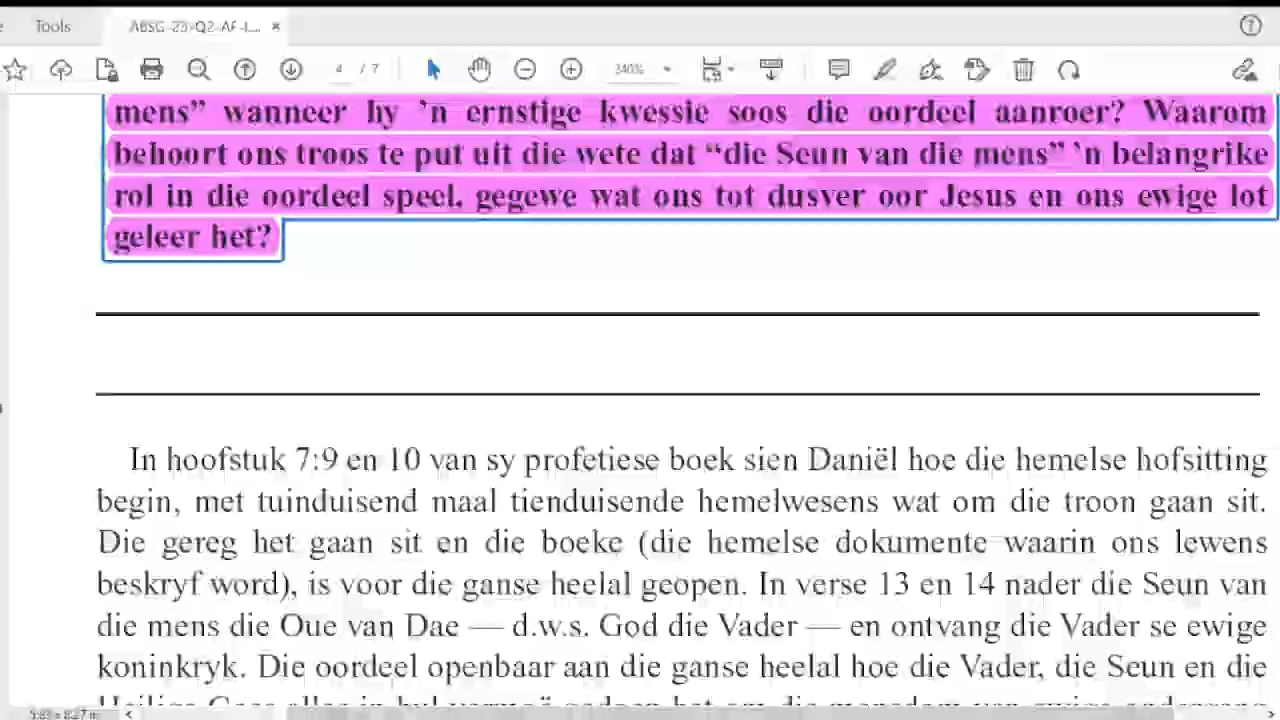 Tools
4 / 7
340%
mens” wanneer hy ’n ernstige kwessie soos die oordeel aanroer? Waarom
behoort ons troos te put uit die wete dat “die Seun van die mens” ’n belangrike
rol in die oordeel speel, gegewe wat ons tot dusver oor Jesus en ons ewige lot
geleer het?
In hoofstuk 7:9 en 10 van sy profetiese boek sien Daniël hoe die hemelse hofsitting
begin, met tuinduisend maal tienduisende hemelwesens wat om die troon gaan sit.
Die gereg het gaan sit en die boeke (die hemelse dokumente waarin ons lewens
beskryf word), is voor die ganse heelal geopen. In verse 13 en 14 nader die Seun van
die mens die Oue van Dae — d.w.s. God die Vader — en ontvang die Vader se ewige
koninkryk. Die oordeel openbaar aan die ganse heelal hoe die Vader, die Seun en die